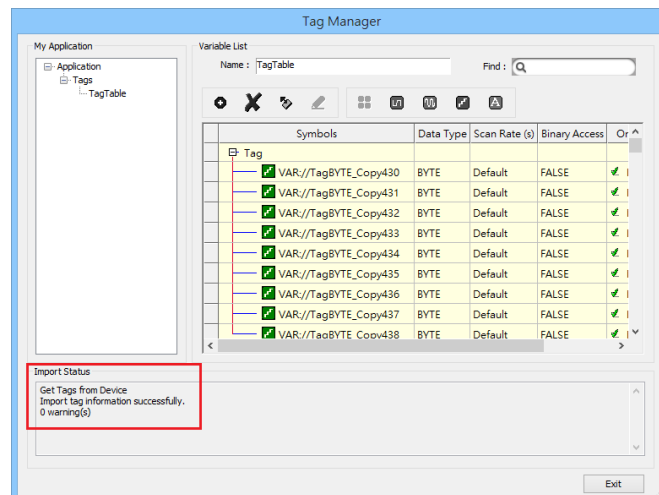 Tag Manager
My Application
Application
Tags
TagTable
Variable List
Name : TagTable
Find :
Symbols Data Type Scan Rate (s) Binary Access Or
Tag
VAR://TagBYTE_Copy430 BYTE Default FALSE
VAR://TagBYTE_Copy431 BYTE Default FALSE
VAR://TagBYTE_Copy432 BYTE Default FALSE
VAR://TagBYTE_Copy433 BYTE Default FALSE
VAR://TagBYTE_Copy434 BYTE Default FALSE
VAR://TagBYTE_Copy435 BYTE Default FALSE
VAR://TagBYTE_Copy436 BYTE Default FALSE
VAR://TagBYTE_Copy437 BYTE Default FALSE
VAR://TagBYTE_Copy438 BYTE Default FALSE
Import Status
Get Tags from Device
Import tag information successfully.
0 warning(s)
Exit